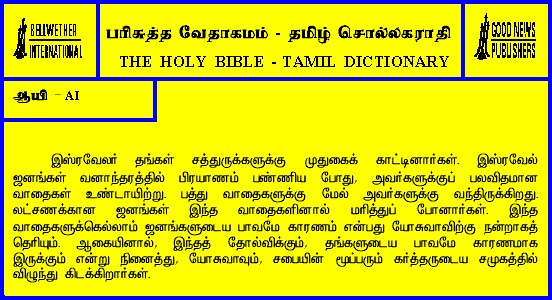 BELLWETHER
INTERNATIONAL
பரிசுத்த வேதாகமம் - தமிழ் சொல்லகராதி
THE HOLY BIBLE - TAMIL DICTIONARY
GOOD NEWS
PUBLISHERS
ஆயி – AI
இஸ்ரவேலர் தங்கள் சத்துருக்களுக்கு முதுகைக் காட்டினார்கள். இஸ்ரவேல்
ஜனங்கள் வனாந்தரத்தில் பிரயாணம் பண்ணிய போது, அவர்களுக்குப் பலவிதமான
வாதைகள் உண்டாயிற்று. பத்து வாதைகளுக்கு மேல் அவர்களுக்கு வந்திருக்கிறது.
லட்சணக்கான ஜனங்கள் இந்த வாதைகளினால் மரித்துப் போனார்கள். இந்த
வாதைகளுக்கெல்லாம் ஜனங்களுடைய பாவமே காரணம் என்பது யோசுவாவிற்கு நன்றாகத்
தெரியும். ஆகையினால், இந்தத் தோல்விக்கும், தங்களுடைய பாவமே காரணமாக
இருக்கும் என்று நினைத்து, யோசுவாவும், சபையின் மூப்பரும் கர்த்தருடைய சமுகத்தில்
விழுந்து கிடக்கிறார்கள்.